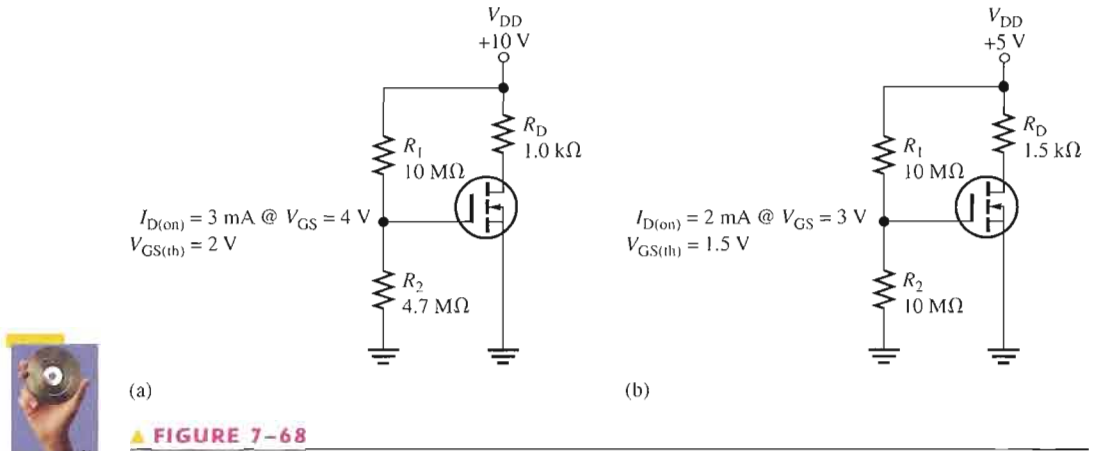 V_DD
+10 V
R_D
1.0 kΩ
R_1
10 MΩ
I_D(on) = 3 mA @ V_GS = 4 V
V_GS(th) = 2 V
R_2
4.7 MΩ
(a)
V_DD
+5 V
R_D
1.5 kΩ
R_1
10 MΩ
I_D(on) = 2 mA @ V_GS = 3 V
V_GS(th) = 1.5 V
R_2
10 MΩ
(b)
▲ FIGURE 7–68